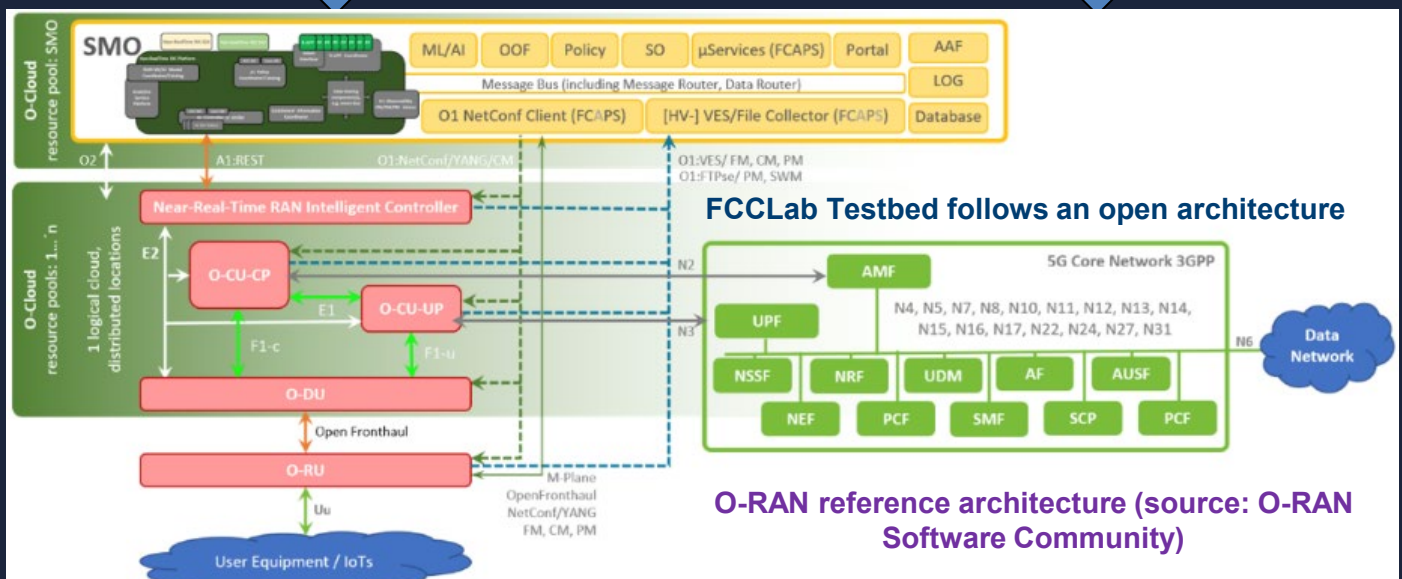 O-Cloud
resource pool: SMO
SMO
ML/AI
OOF
Policy
SO
µServices (FCAPS)
Portal
AAF
Message Bus (including Message Router, Data Router)
LOG
O1 NetConf Client (FCAPS)
[HV-] VES/File Collector (FCAPS)
Database
O2
A1:REST
O1:NetConf/YANG/CM
O1:VES/ FM, CM, PM
O1:FTPse/ PM, SWM
O-Cloud
resource pools: 1...´n
1 logical cloud,
distributed locations
Near-Real-Time RAN Intelligent Controller
FCCLab Testbed follows an open architecture
E2
O-CU-CP
N2
AMF
5G Core Network 3GPP
E1
O-CU-UP
N3
UPF
N4, N5, N7, N8, N10, N11, N12, N13, N14,
N15, N16, N17, N22, N24, N27, N31
N6
Data
Network
F1-c
F1-u
NSSF
NRF
UDM
AF
AUSF
O-DU
NEF
PCF
SMF
SCP
PCF
Open Fronthaul
O-RU
M-Plane
OpenFronthaul
NetConf/YANG
FM, CM, PM
O-RAN reference architecture (source: O-RAN
Software Community)
Uu
User Equipment / IoTs